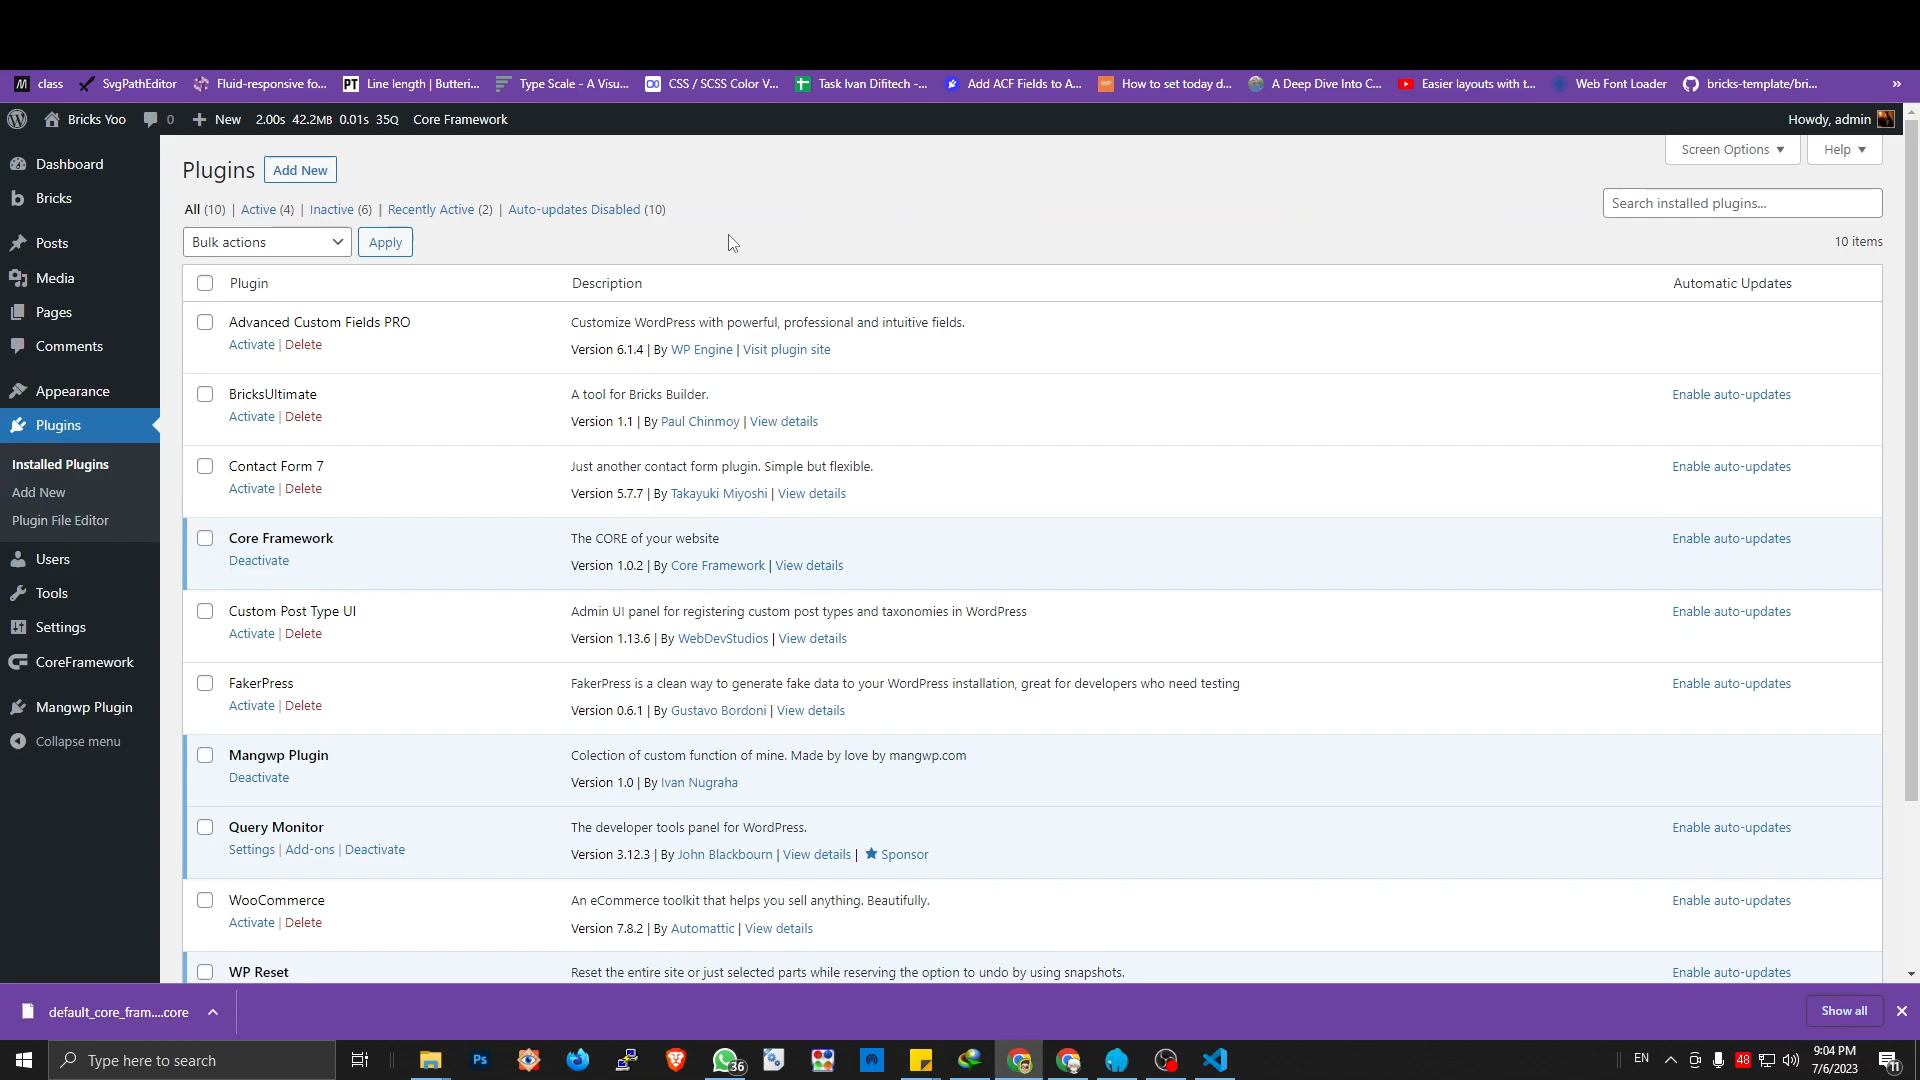 class SvgPathEditor Fluid-responsive fo... PT Line length | Butteri... Type Scale - A Visu... CSS / SCSS Color V... Task Ivan Difitech -... Add ACF Fields to A... WP How to set today d... A Deep Dive Into C... Easier layouts with t... Web Font Loader bricks-template/bri... »
Bricks Yoo 0 New 2.00s 42.2MB 0.01s 35Q Core Framework Howdy, admin
Screen Options Help
Dashboard
Bricks
Posts
Media
Pages
Comments
Appearance
Plugins
Installed Plugins
Add New
Plugin File Editor
Users
Tools
Settings
CoreFramework
Mangwp Plugin
Collapse menu
Plugins Add New
All (10) | Active (4) | Inactive (6) | Recently Active (2) | Auto-updates Disabled (10)
Search installed plugins...
Bulk actions Apply
10 items
Plugin Description Automatic Updates
Advanced Custom Fields PRO
Activate | Delete
Customize WordPress with powerful, professional and intuitive fields.
Version 6.1.4 | By WP Engine | Visit plugin site
BricksUltimate
Activate | Delete
A tool for Bricks Builder.
Version 1.1 | By Paul Chinmoy | View details
Enable auto-updates
Contact Form 7
Activate | Delete
Just another contact form plugin. Simple but flexible.
Version 5.7.7 | By Takayuki Miyoshi | View details
Enable auto-updates
Core Framework
Deactivate
The CORE of your website
Version 1.0.2 | By Core Framework | View details
Enable auto-updates
Custom Post Type UI
Activate | Delete
Admin UI panel for registering custom post types and taxonomies in WordPress
Version 1.13.6 | By WebDevStudios | View details
Enable auto-updates
FakerPress
Activate | Delete
FakerPress is a clean way to generate fake data to your WordPress installation, great for developers who need testing
Version 0.6.1 | By Gustavo Bordoni | View details
Enable auto-updates
Mangwp Plugin
Deactivate
Colection of custom function of mine. Made by love by mangwp.com
Version 1.0 | By Ivan Nugraha
Query Monitor
Settings | Add-ons | Deactivate
The developer tools panel for WordPress.
Version 3.12.3 | By John Blackbourn | View details | Sponsor
Enable auto-updates
WooCommerce
Activate | Delete
An eCommerce toolkit that helps you sell anything. Beautifully.
Version 7.8.2 | By Automattic | View details
Enable auto-updates
WP Reset
Reset the entire site or just selected parts while reserving the option to undo by using snapshots.
Enable auto-updates
default_core_fram....core
Show all
Type here to search
Ps
36
EN
48
9:04 PM
7/6/2023
11